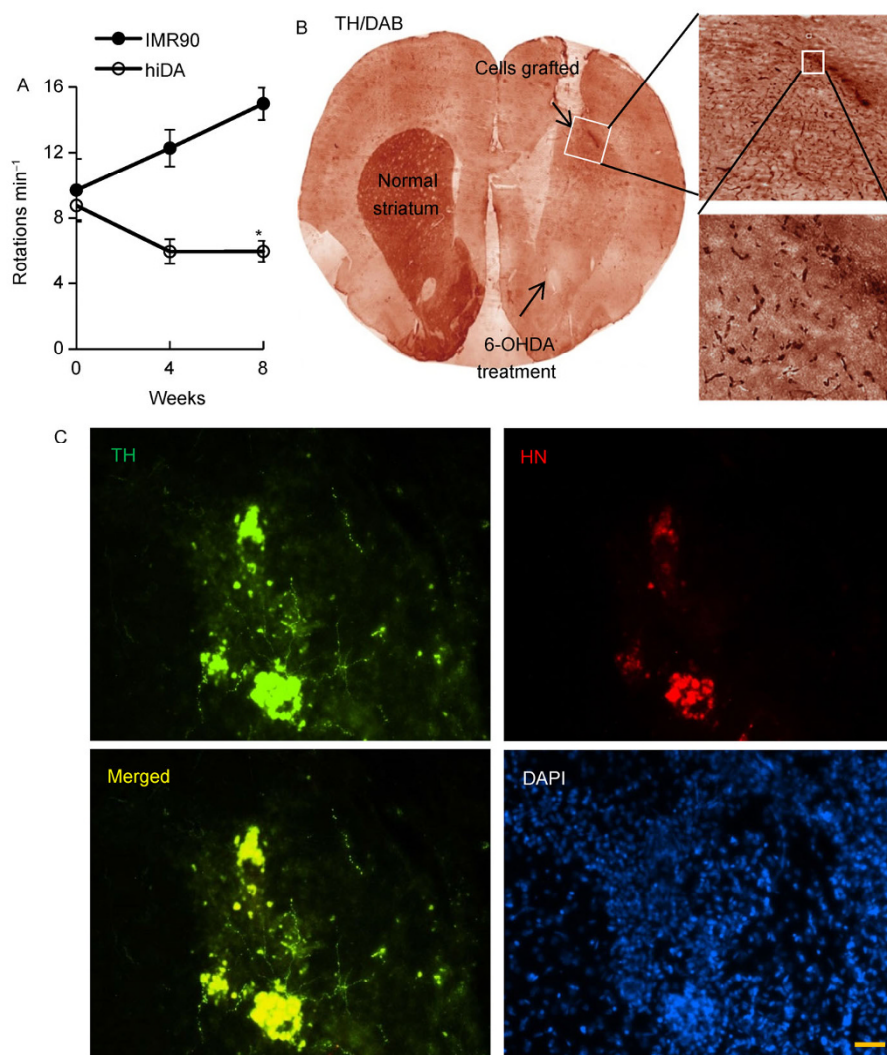 IMR90
hiDA
A
16
12
8
4
0
Rotations min⁻¹
*
0
4
8
Weeks
B
TH/DAB
Cells grafted
Normal
striatum
6-OHDA
treatment
C
TH
HN
Merged
DAPI